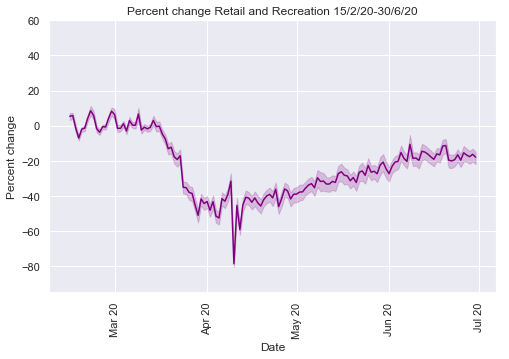 Percent change Retail and Recreation 15/2/20-30/6/20
60
40
20
0
−20
−40
−60
−80
Percent change
Mar 20
Apr 20
May 20
Jun 20
Jul 20
Date